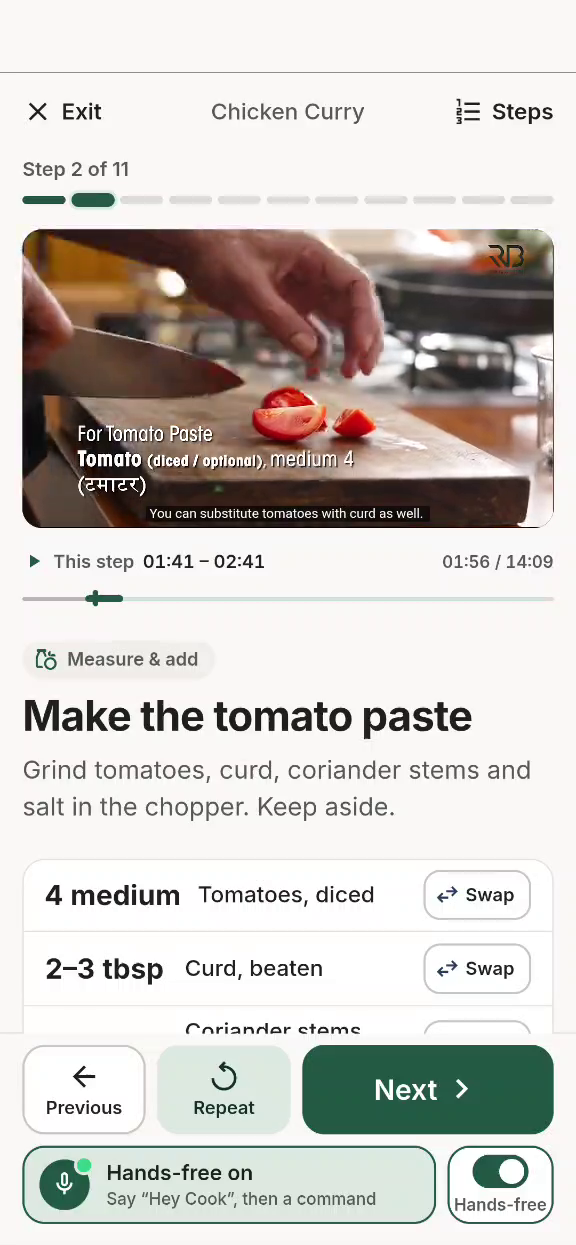 Exit
Chicken Curry
1
2
3
Steps
Step 2 of 11
RB
For Tomato Paste
Tomato (diced / optional), medium 4
(टमाटर)
You can substitute tomatoes with curd as well.
This step 01:41 – 02:41
01:56 / 14:09
Measure & add
Make the tomato paste
Grind tomatoes, curd, coriander stems and
salt in the chopper. Keep aside.
4 medium Tomatoes, diced
Swap
2–3 tbsp Curd, beaten
Swap
Coriander stems
Previous
Repeat
Next
Hands-free on
Say “Hey Cook”, then a command
Hands-free